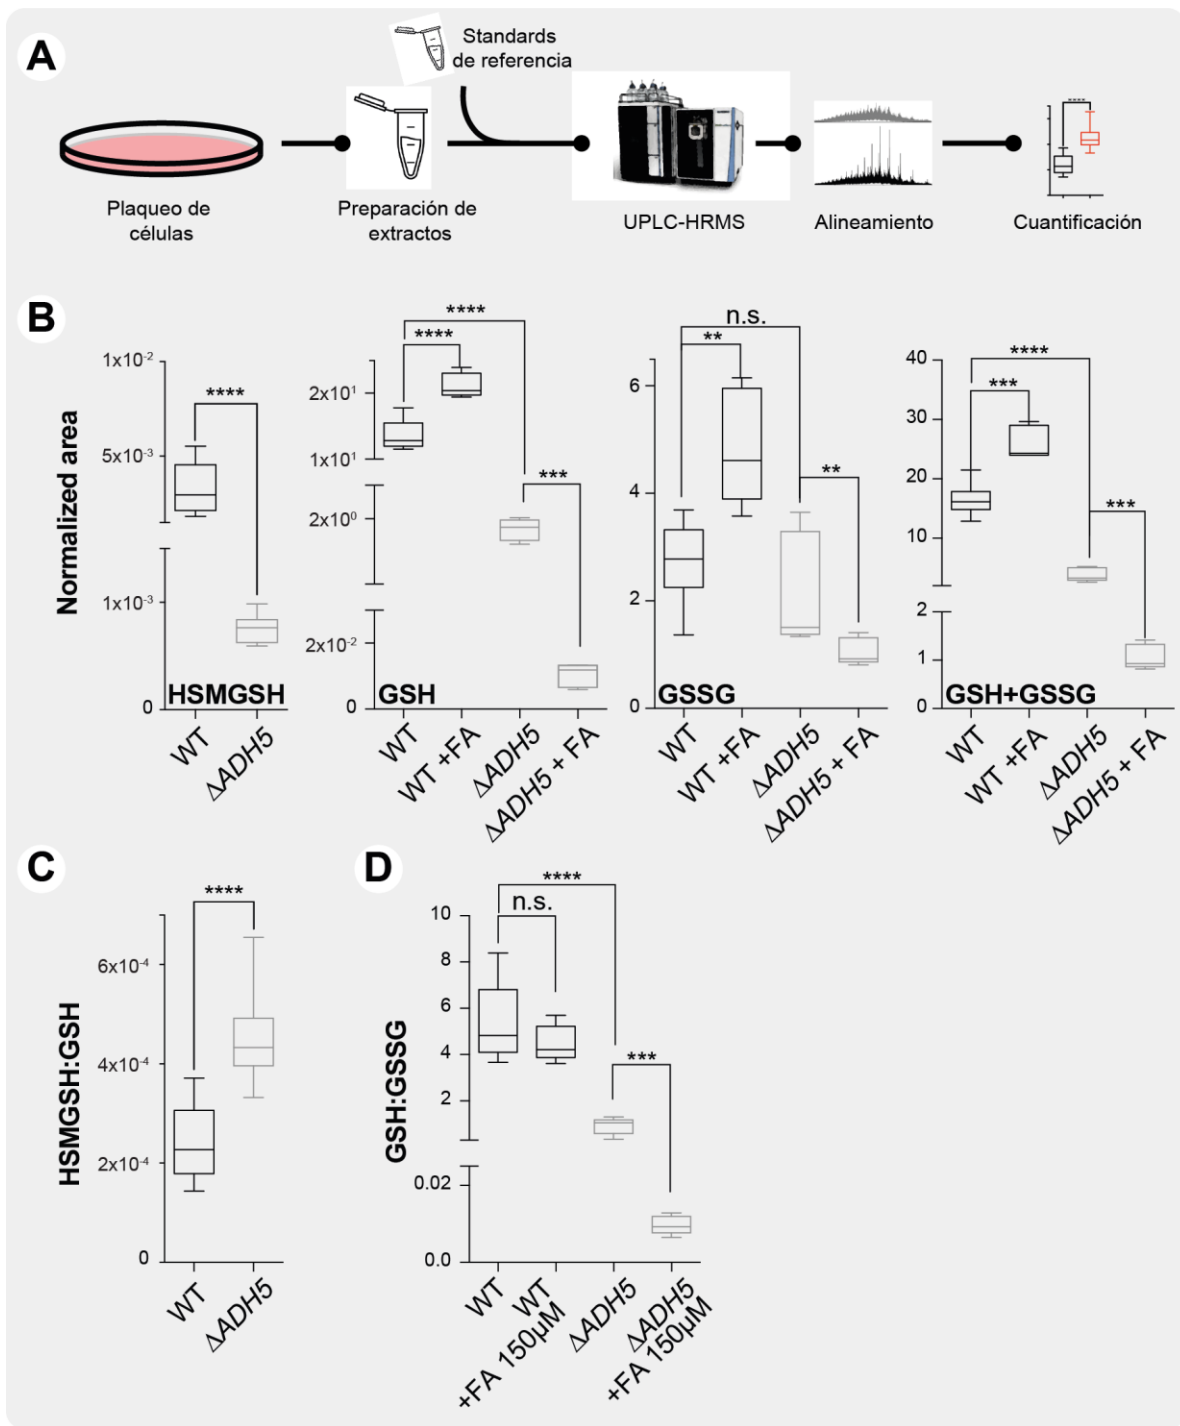 A
Standards
de referencia
Plaqueo de
células
Preparación de
extractos
UPLC-HRMS
Alineamiento
****
Cuantificación
B
Normalized area
1x10⁻²
5x10⁻³
1x10⁻³
0
****
HSMGSH
WT
ΔADH5
2x10¹
1x10¹
2x10⁰
2x10⁻²
0
****
****
***
GSH
WT
WT +FA
ΔADH5
ΔADH5 + FA
6
4
2
0
n.s.
**
**
GSSG
WT
WT +FA
ΔADH5
ΔADH5 + FA
40
30
20
10
2
1
0
****
***
***
GSH+GSSG
WT
WT +FA
ΔADH5
ΔADH5 + FA
C
HSMGSH:GSH
6x10⁻⁴
4x10⁻⁴
2x10⁻⁴
0
****
WT
ΔADH5
D
GSH:GSSG
10
8
6
4
2
0.02
0.0
****
n.s.
***
WT
WT
+FA 150µM
ΔADH5
ΔADH5
+FA 150µM